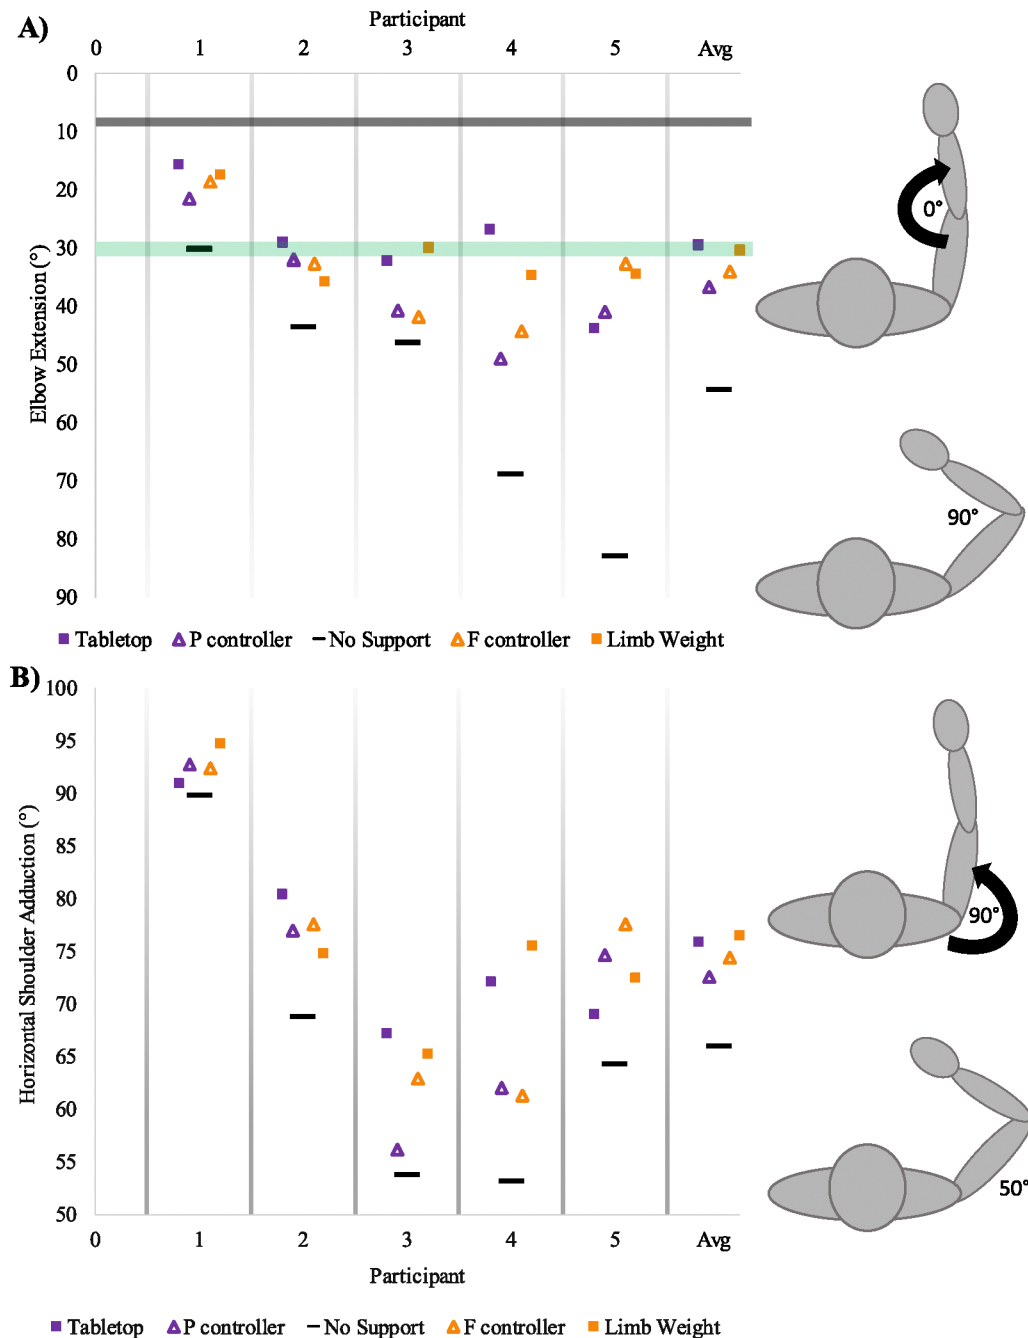 A)
Participant
0 1 2 3 4 5 Avg
0
10
20
30
40
50
60
70
80
90
Elbow Extension (°)
0°
90°
Tabletop P controller No Support F controller Limb Weight
B)
100
95
90
85
80
75
70
65
60
55
50
Horizontal Shoulder Adduction (°)
90°
50°
0 1 2 3 4 5 Avg
Participant
Tabletop P controller No Support F controller Limb Weight